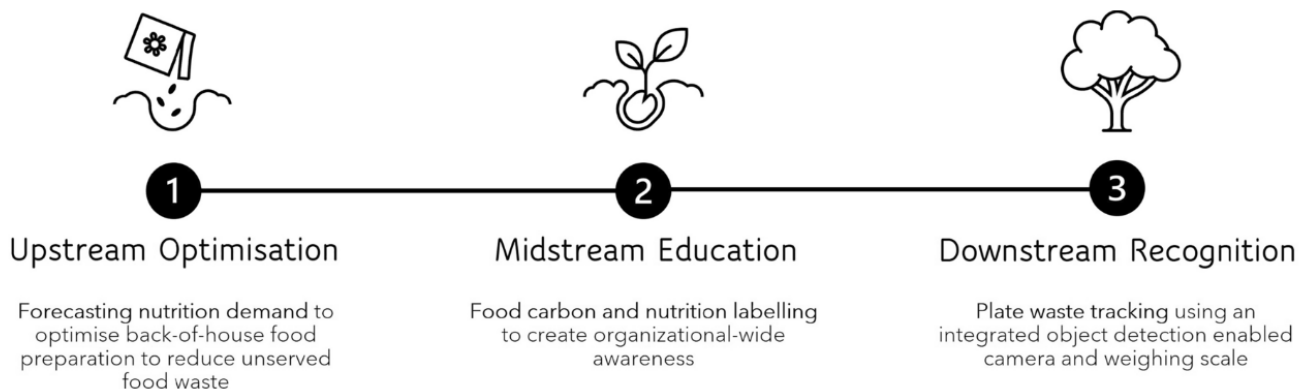 1
Upstream Optimisation
Forecasting nutrition demand to
optimise back-of-house food
preparation to reduce unserved
food waste
2
Midstream Education
Food carbon and nutrition labelling
to create organizational-wide
awareness
3
Downstream Recognition
Plate waste tracking using an
integrated object detection enabled
camera and weighing scale